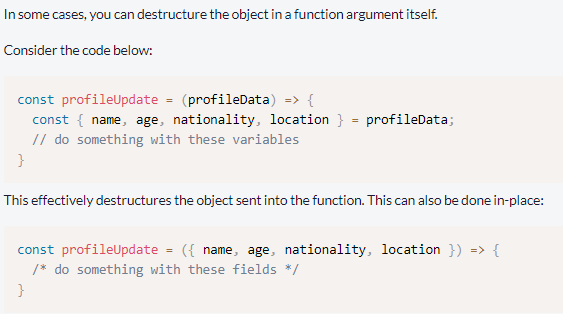 In some cases, you can destructure the object in a function argument itself.
Consider the code below:
const profileUpdate = (profileData) => {
  const { name, age, nationality, location } = profileData;
  // do something with these variables
}
This effectively destructures the object sent into the function. This can also be done in-place:
const profileUpdate = ({ name, age, nationality, location }) => {
  /* do something with these fields */
}